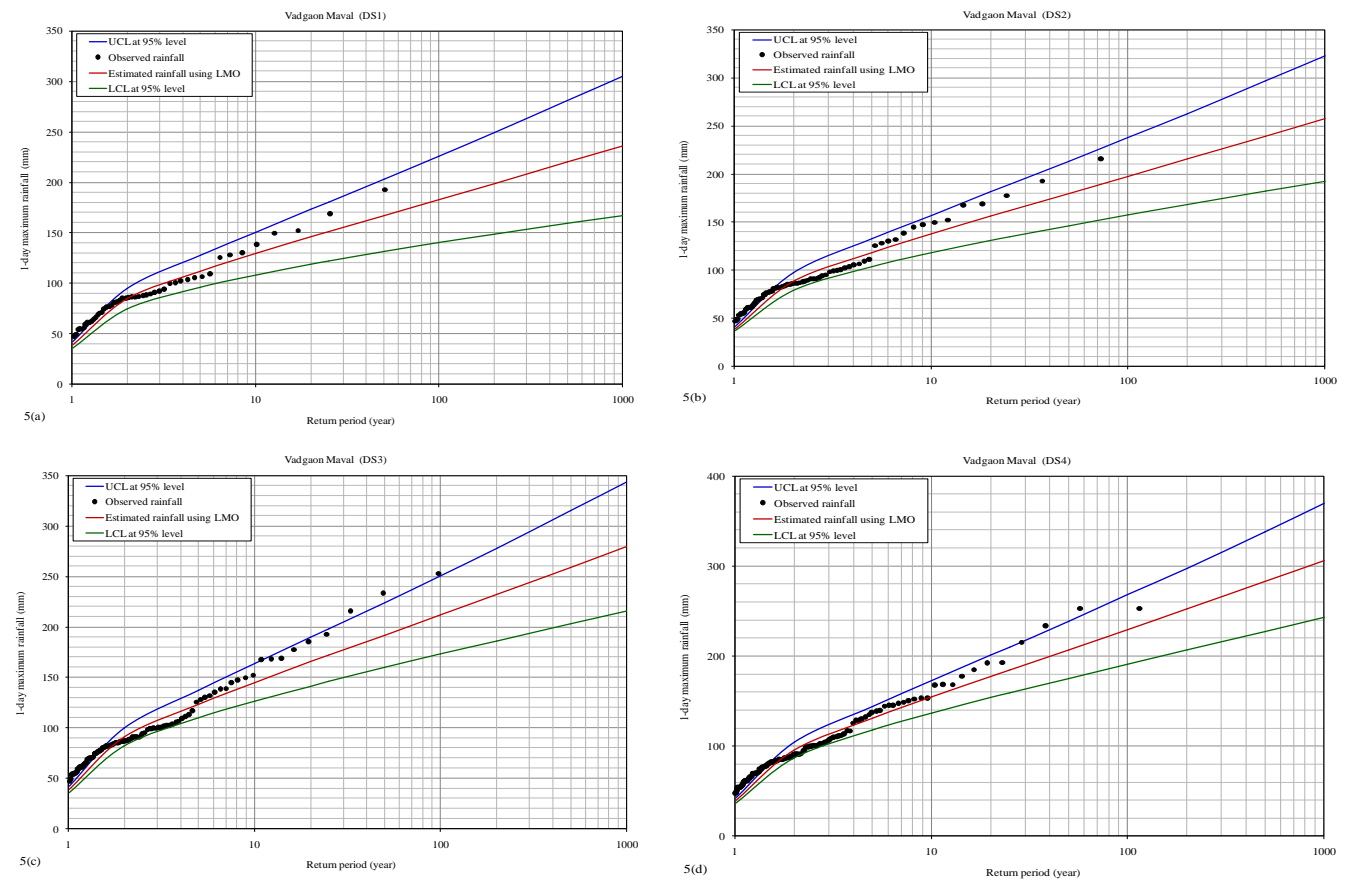 Vadgaon Maval (DS1)
UCL at 95% level
Observed rainfall
Estimated rainfall using LMO
LCL at 95% level
350
300
250
200
150
100
50
0
1-day maximum rainfall (mm)
1 10 100 1000
Return period (year)
5(a)
Vadgaon Maval (DS2)
UCL at 95% level
Observed rainfall
Estimated rainfall using LMO
LCL at 95% level
350
300
250
200
150
100
50
0
1-day maximum rainfall (mm)
1 10 100 1000
Return period (year)
5(b)
Vadgaon Maval (DS3)
UCL at 95% level
Observed rainfall
Estimated rainfall using LMO
LCL at 95% level
350
300
250
200
150
100
50
0
1-day maximum rainfall (mm)
1 10 100 1000
Return period (year)
5(c)
Vadgaon Maval (DS4)
UCL at 95% level
Observed rainfall
Estimated rainfall using LMO
LCL at 95% level
400
300
200
100
0
1-day maximum rainfall (mm)
1 10 100 1000
Return period (year)
5(d)